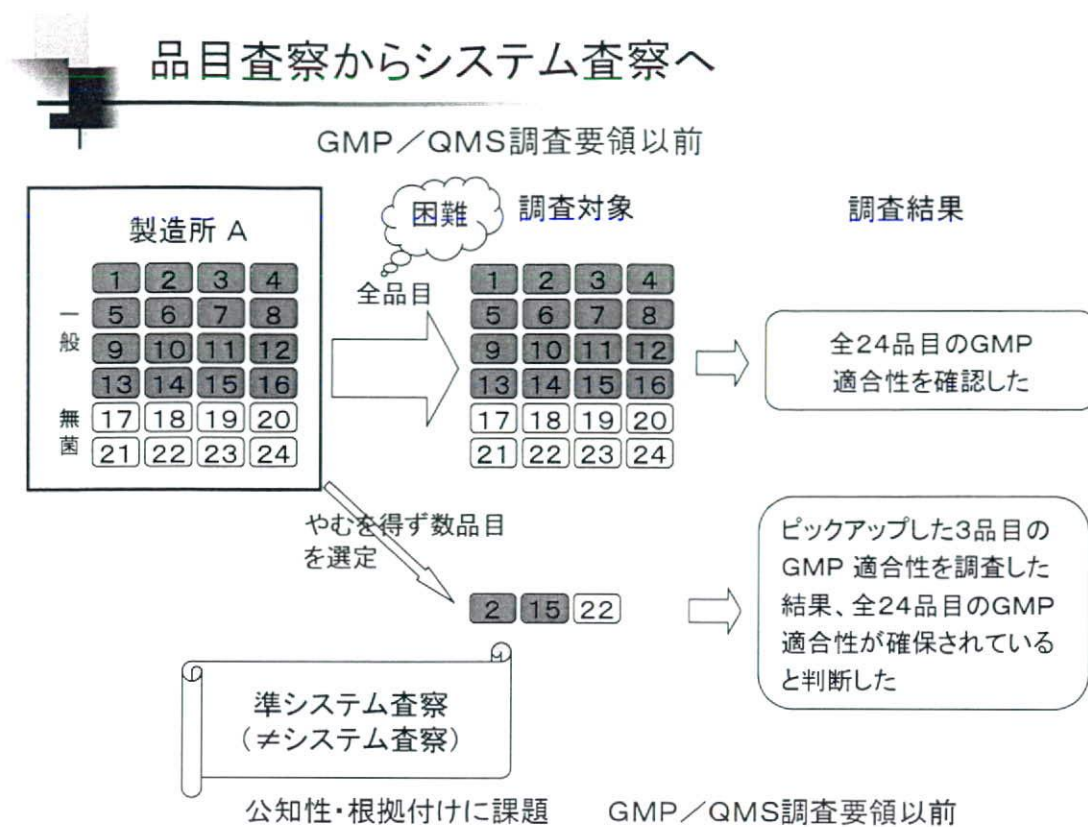 品目査察からシステム査察へ
GMP／QMS調査要領以前
製造所 A
困難
調査対象
調査結果
全品目
一般
無菌
1 2 3 4
5 6 7 8
9 10 11 12
13 14 15 16
17 18 19 20
21 22 23 24
1 2 3 4
5 6 7 8
9 10 11 12
13 14 15 16
17 18 19 20
21 22 23 24
全24品目のGMP
適合性を確認した
やむを得ず数品目
を選定
2 15 22
ピックアップした3品目の
GMP 適合性を調査した
結果、全24品目のGMP
適合性が確保されている
と判断した
準システム査察
（≠システム査察）
公知性・根拠付けに課題
GMP／QMS調査要領以前